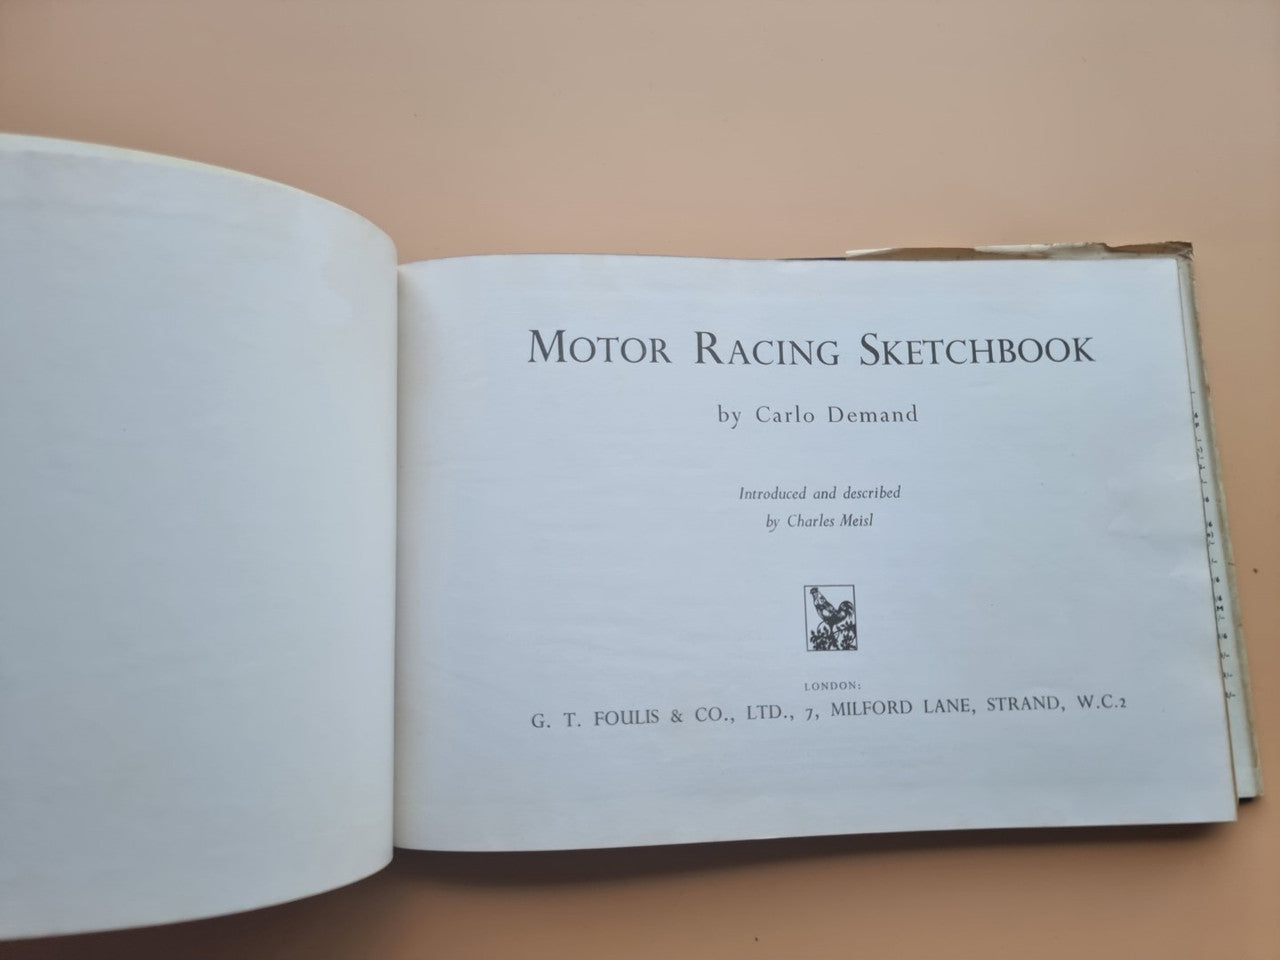 MOTOR RACING SKETCHBOOK
by Carlo Demand
Introduced and described
by Charles Meisl
LONDON:
G. T. FOULIS & CO., LTD., 7, MILFORD LANE, STRAND, W.C.2